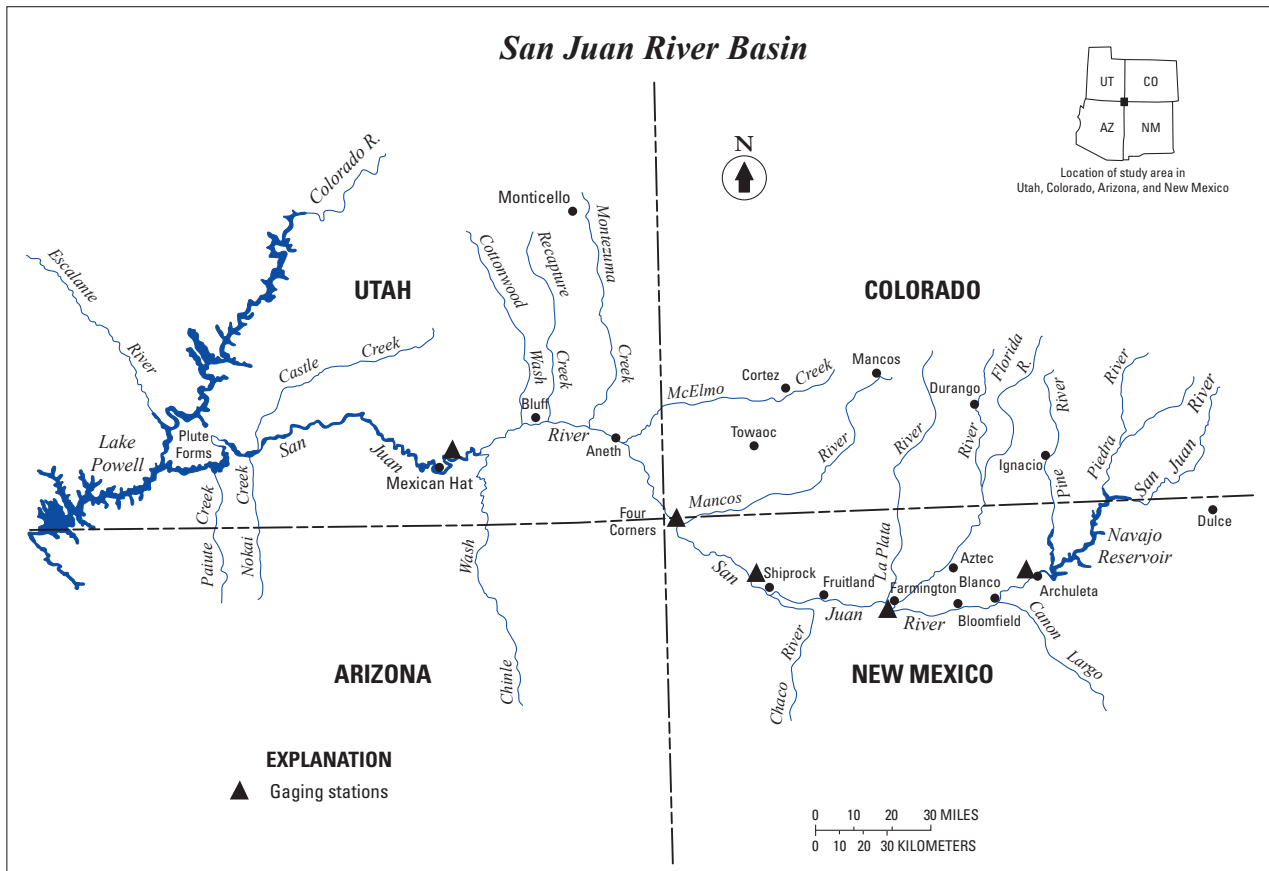 San Juan River Basin
UT
CO
AZ
NM
Location of study area in
Utah, Colorado, Arizona, and New Mexico
N
Colorado R.
Monticello
Escalante
River
Cottonwood
Wash
Recapture
Creek
Montezuma
Creek
UTAH
COLORADO
Castle
Creek
Mancos
Cortez
Creek
McElmo
Durango
Florida
R.
River
River
River
River
Piedra
Bluff
River
Aneth
Towaoc
River
River
River
Ignacio
Pine
San
Juan
Lake
Powell
Plute
Forms
San
Juan
Mexican Hat
Creek
Paiute
Creek
Nokai
Four
Corners
Mancos
Dulce
Navajo
Reservoir
Wash
Chinle
San
Shiprock
Fruitland
La Plata
Farmington
Aztec
Blanco
Archuleta
Juan
River
Bloomfield
Canon
Largo
River
Chaco
ARIZONA
NEW MEXICO
EXPLANATION
Gaging stations
0 10 20 30 MILES
0 10 20 30 KILOMETERS